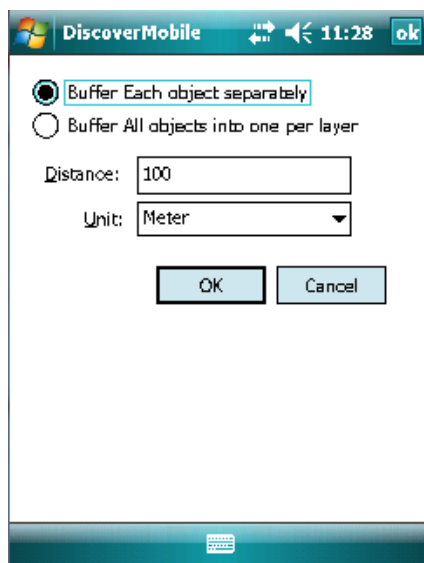 DiscoverMobile 11:28 ok
Buffer Each object separately
Buffer All objects into one per layer
Distance: 100
Unit: Meter
OK Cancel